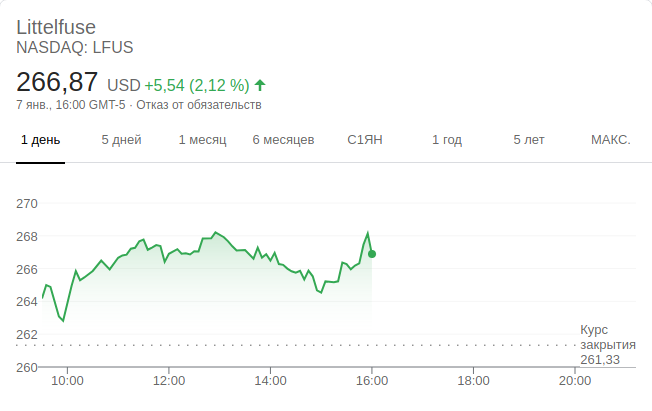 Littelfuse
NASDAQ: LFUS
266,87 USD +5,54 (2,12 %)
7 янв., 16:00 GMT-5 · Отказ от обязательств
1 день 5 дней 1 месяц 6 месяцев С1ЯН 1 год 5 лет МАКС.
270
268
266
264
262
260
Курс
закрытия
261,33
10:00 12:00 14:00 16:00 18:00 20:00